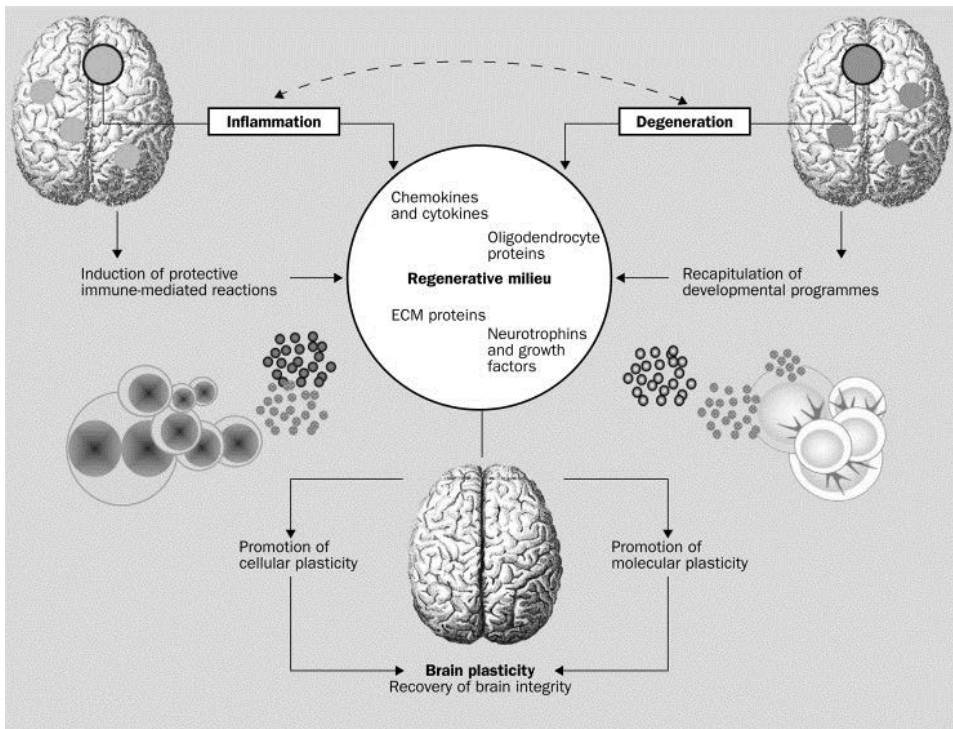 Inflammation
Degeneration
Chemokines
and cytokines
Oligodendrocyte
proteins
Regenerative milieu
ECM proteins
Neurotrophins
and growth
factors
Induction of protective
immune-mediated reactions
Recapitulation of
developmental programmes
Promotion of
cellular plasticity
Promotion of
molecular plasticity
Brain plasticity
Recovery of brain integrity